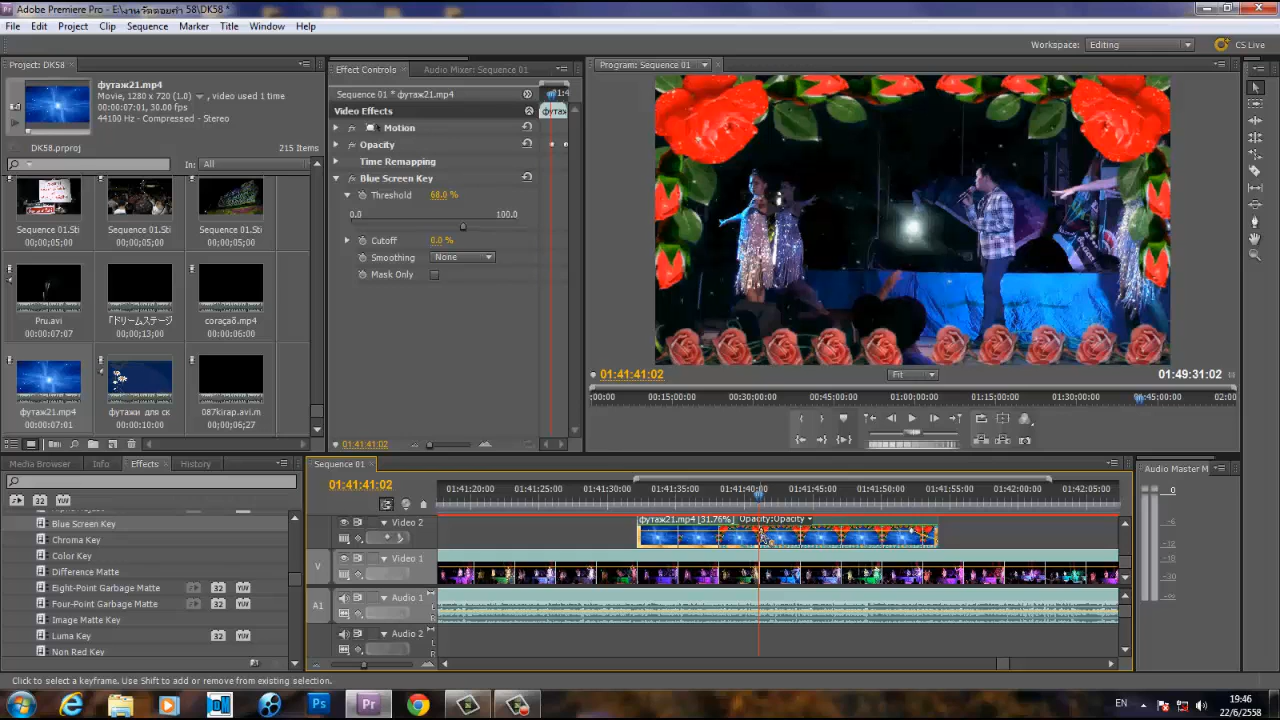 Adobe Premiere Pro - E:\งานวัดดอยเก่า 58\DK58 *
File Edit Project Clip Sequence Marker Title Window Help
Workspace: Editing CS Live
Project: DK58
футаж21.mp4
Movie, 1280 x 720 (1.0) , video used 1 time
00;00;07;01, 30.00 fps
44100 Hz - Compressed - Stereo
DK58.prproj 215 Items
In: All
Sequence 01.Sti Sequence 01.Sti Sequence 01.Sti
00;00;05;00 00;00;05;00 00;00;05;00
Pru.avi 「ドリームステージ coraçaõ.mp4
00:00:07:07 00;00;13;00 00:00:06:00
футаж21.mp4 футажи для ск 087kirap.avi.m
00;00;07;01 00:00:10:00 00;00;06;27
Effect Controls Audio Mixer: Sequence 01
Sequence 01 * футаж21.mp4
Video Effects
Motion
Opacity
Time Remapping
Blue Screen Key
Threshold 68.0 %
0.0 100.0
Cutoff 0.0 %
Smoothing None
Mask Only
01:41:41:02
Program: Sequence 01
01:41:41:02 Fit 01:49:31:02
;00:00 00:15:00:00 00:30:00:00 00:45:00:00 01:00:00:00 01:15:00:00 01:30:00:00 01:45:00:00 02:0
Media Browser Info Effects History
Blue Screen Key
Chroma Key
Color Key
Difference Matte
Eight-Point Garbage Matte
Four-Point Garbage Matte
Image Matte Key
Luma Key
Non Red Key
Sequence 01
01:41:41:02
01:41:20:00 01:41:25:00 01:41:30:00 01:41:35:00 01:41:40:00 01:41:45:00 01:41:50:00 01:41:55:00 01:42:00:00 01:42:05:00
Video 2
футаж21.mp4 [31.76%] Opacity:Opacity
V Video 1
A1 Audio 1
Audio 2
Audio Master M
0
Click to select a keyframe. Use Shift to add or remove from existing selection.
EN 19:46
22/6/2558